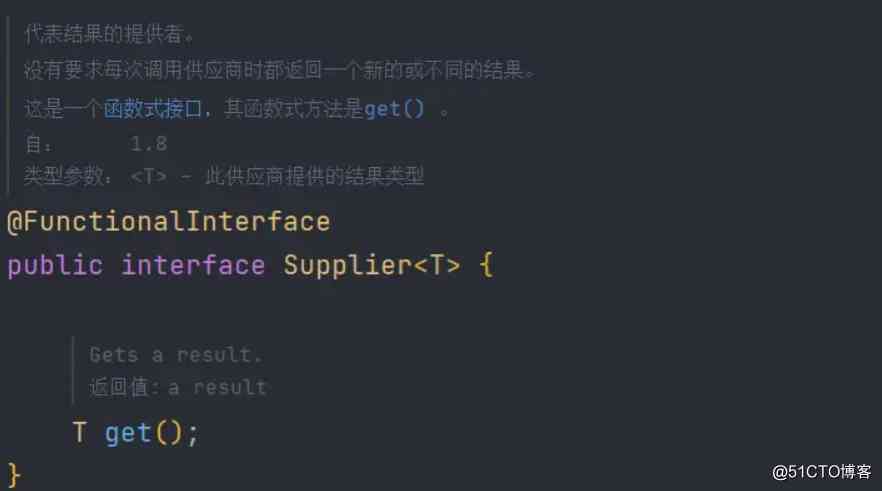 代表结果的提供者。
没有要求每次调用供应商时都返回一个新的或不同的结果。
这是一个函数式接口，其函数式方法是get() 。
自： 1.8
类型参数： <T> – 此供应商提供的结果类型
@FunctionalInterface
public interface Supplier<T> {
Gets a result.
返回值：a result
T get();
}
@51CTO博客